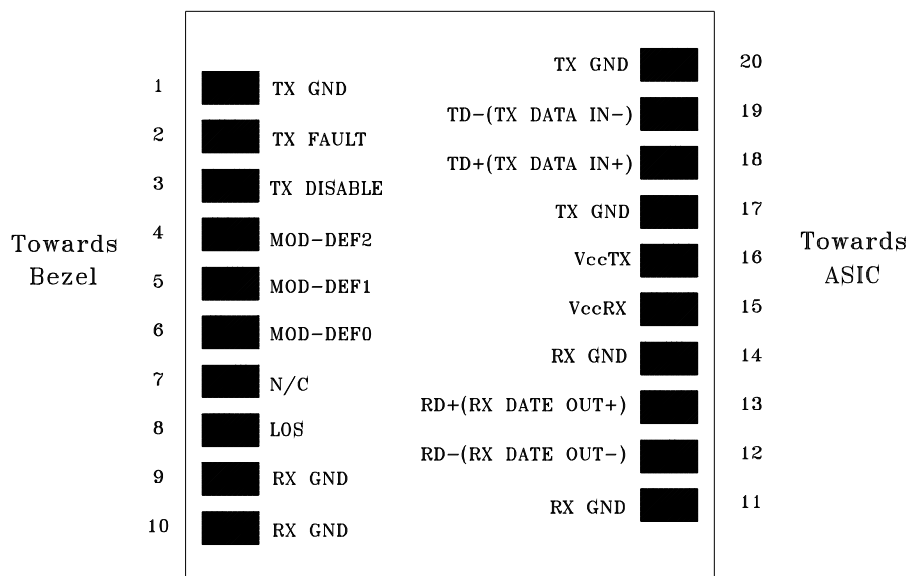 1 TX GND
2 TX FAULT
3 TX DISABLE
4 MOD-DEF2
5 MOD-DEF1
6 MOD-DEF0
7 N/C
8 LOS
9 RX GND
10 RX GND
Towards
Bezel
TX GND 20
TD-(TX DATA IN-) 19
TD+(TX DATA IN+) 18
TX GND 17
VccTX 16
VccRX 15
RX GND 14
RD+(RX DATE OUT+) 13
RD-(RX DATE OUT-) 12
RX GND 11
Towards
ASIC